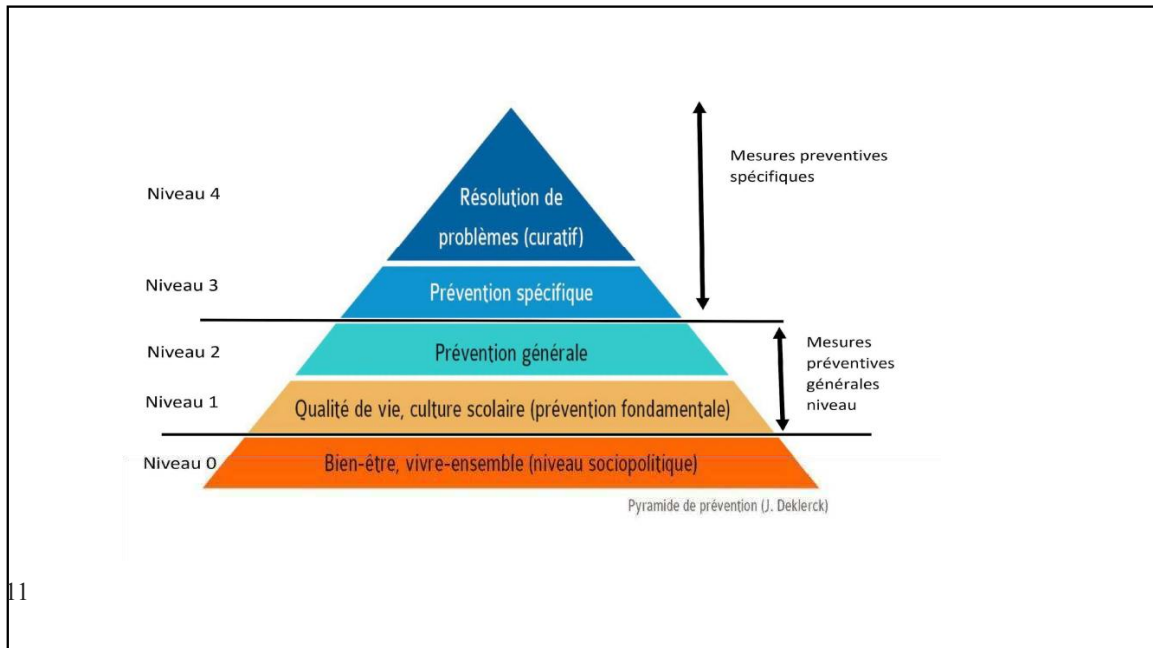 Mesures preventives
spécifiques
Niveau 4
Résolution de
problèmes (curatif)
Niveau 3
Prévention spécifique
Niveau 2
Prévention générale
Mesures
préventives
générales
niveau
Niveau 1
Qualité de vie, culture scolaire (prévention fondamentale)
Niveau 0
Bien-être, vivre-ensemble (niveau sociopolitique)
Pyramide de prévention (J. Deklerck)
11